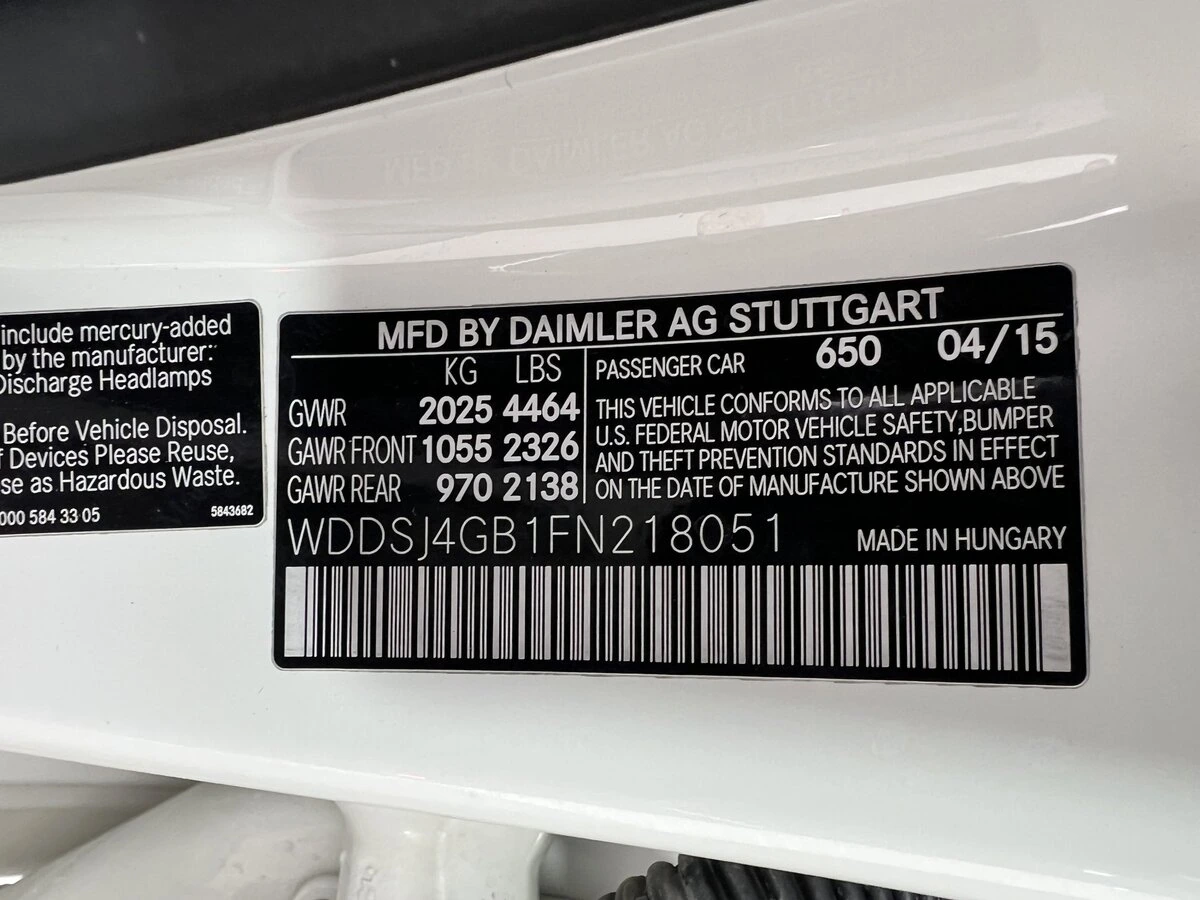 include mercury-added
by the manufacturer:
Discharge Headlamps
Before Vehicle Disposal.
Devices Please Reuse,
se as Hazardous Waste.
000 584 33 05
5843682
MFD BY DAIMLER AG STUTTGART
KG LBS
GVWR 2025 4464
GAWR FRONT 1055 2326
GAWR REAR 970 2138
PASSENGER CAR 650 04/15
THIS VEHICLE CONFORMS TO ALL APPLICABLE
U.S. FEDERAL MOTOR VEHICLE SAFETY,BUMPER
AND THEFT PREVENTION STANDARDS IN EFFECT
ON THE DATE OF MANUFACTURE SHOWN ABOVE
WDDSJ4GB1FN218051
MADE IN HUNGARY